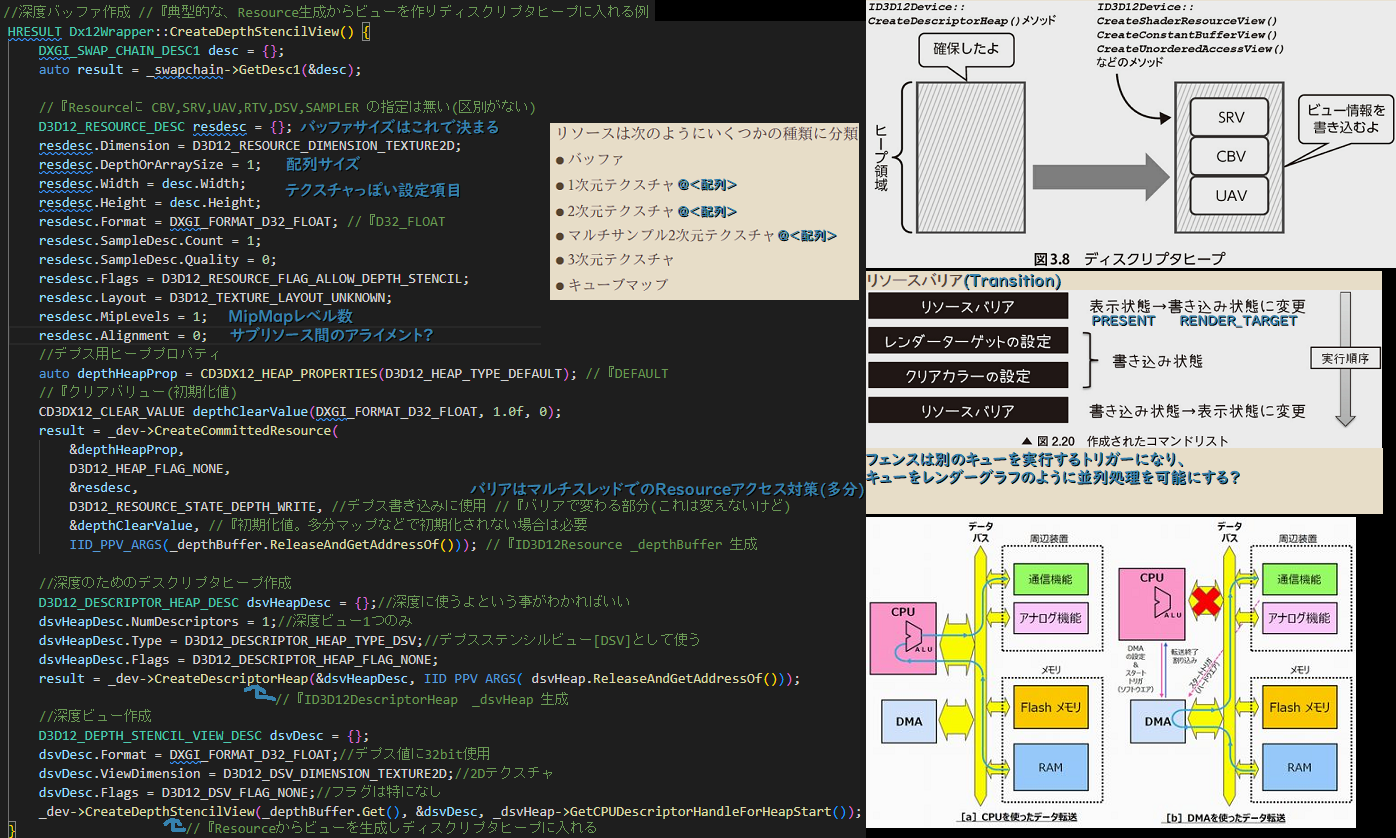 //深度バッファ作成 //『典型的な、Resource生成からビューを作りディスクリプタヒープに入れる例
HRESULT Dx12Wrapper::CreateDepthStencilView() {
DXGI_SWAP_CHAIN_DESC1 desc = {};
auto result = _swapchain->GetDesc1(&desc);
//『Resourceに CBV,SRV,UAV,RTV,DSV,SAMPLER の指定は無い(区別がない)
D3D12_RESOURCE_DESC resdesc = {}; バッファサイズはこれで決まる
resdesc.Dimension = D3D12_RESOURCE_DIMENSION_TEXTURE2D;
resdesc.DepthOrArraySize = 1; 配列サイズ
resdesc.Width = desc.Width; テクスチャっぽい設定項目
resdesc.Height = desc.Height;
resdesc.Format = DXGI_FORMAT_D32_FLOAT; //『D32_FLOAT
resdesc.SampleDesc.Count = 1;
resdesc.SampleDesc.Quality = 0;
resdesc.Flags = D3D12_RESOURCE_FLAG_ALLOW_DEPTH_STENCIL;
resdesc.Layout = D3D12_TEXTURE_LAYOUT_UNKNOWN;
resdesc.MipLevels = 1; MipMapレベル数
resdesc.Alignment = 0; サブリソース間のアライメント?
//デプス用ヒーププロパティ
auto depthHeapProp = CD3DX12_HEAP_PROPERTIES(D3D12_HEAP_TYPE_DEFAULT); //『DEFAULT
//『クリアバリュー(初期化値)
CD3DX12_CLEAR_VALUE depthClearValue(DXGI_FORMAT_D32_FLOAT, 1.0f, 0);
result = _dev->CreateCommittedResource(
&depthHeapProp,
D3D12_HEAP_FLAG_NONE,
&resdesc,
バリアはマルチスレッドでのResourceアクセス対策(多分)
D3D12_RESOURCE_STATE_DEPTH_WRITE, //デプス書き込みに使用 //『バリアで変わる部分(これは変えないけど)
&depthClearValue, //『初期化値。多分マップなどで初期化されない場合は必要
IID_PPV_ARGS(_depthBuffer.ReleaseAndGetAddressOf())); //『ID3D12Resource _depthBuffer 生成
//深度のためのデスクリプタヒープ作成
D3D12_DESCRIPTOR_HEAP_DESC dsvHeapDesc = {};//深度に使うよという事がわかればいい
dsvHeapDesc.NumDescriptors = 1;//深度ビュー1つのみ
dsvHeapDesc.Type = D3D12_DESCRIPTOR_HEAP_TYPE_DSV;//デプスステンシルビュー[DSV]として使う
dsvHeapDesc.Flags = D3D12_DESCRIPTOR_HEAP_FLAG_NONE;
result = _dev->CreateDescriptorHeap(&dsvHeapDesc, IID_PPV_ARGS(_dsvHeap.ReleaseAndGetAddressOf()));
//『ID3D12DescriptorHeap _dsvHeap 生成
//深度ビュー作成
D3D12_DEPTH_STENCIL_VIEW_DESC dsvDesc = {};
dsvDesc.Format = DXGI_FORMAT_D32_FLOAT;//デプス値に32bit使用
dsvDesc.ViewDimension = D3D12_DSV_DIMENSION_TEXTURE2D;//2Dテクスチャ
dsvDesc.Flags = D3D12_DSV_FLAG_NONE;//フラグは特になし
_dev->CreateDepthStencilView(_depthBuffer.Get(), &dsvDesc, _dsvHeap->GetCPUDescriptorHandleForHeapStart());
//『Resourceからビューを生成しディスクリプタヒープに入れる
}
リソースは次のようにいくつかの種類に分類
●バッファ
●1次元テクスチャ@<配列>
●2次元テクスチャ@<配列>
●マルチサンプル2次元テクスチャ@<配列>
●3次元テクスチャ
●キューブマップ
ID3D12Device::
CreateDescriptorHeap()メソッド
確保したよ
ヒープ領域
ID3D12Device::
CreateShaderResourceView()
CreateConstantBufferView()
CreateUnorderedAccessView()
などのメソッド
SRV
CBV
UAV
ビュー情報を
書き込むよ
図3.8 ディスクリプタヒープ
リソースバリア(Transition)
リソースバリア
表示状態→書き込み状態に変更
PRESENT RENDER_TARGET
レンダーターゲットの設定
書き込み状態
クリアカラーの設定
リソースバリア
書き込み状態→表示状態に変更
実行順序
▲ 図2.20 作成されたコマンドリスト
フェンスは別のキューを実行するトリガーになり、
キューをレンダーグラフのように並列処理を可能にする?
データ
バス
周辺装置
通信機能
アナログ機能
CPU
ALU
メモリ
Flash メモリ
DMA
RAM
[a] CPUを使ったデータ転送
データ
バス
周辺装置
通信機能
アナログ機能
CPU
ALU
DMA
の設定
&
スタート
トリガ
(ソフトウエア)
転送終了
割り込み
スタートトリガ
(ハードウエア)
メモリ
Flash メモリ
DMA
RAM
[b] DMAを使ったデータ転送